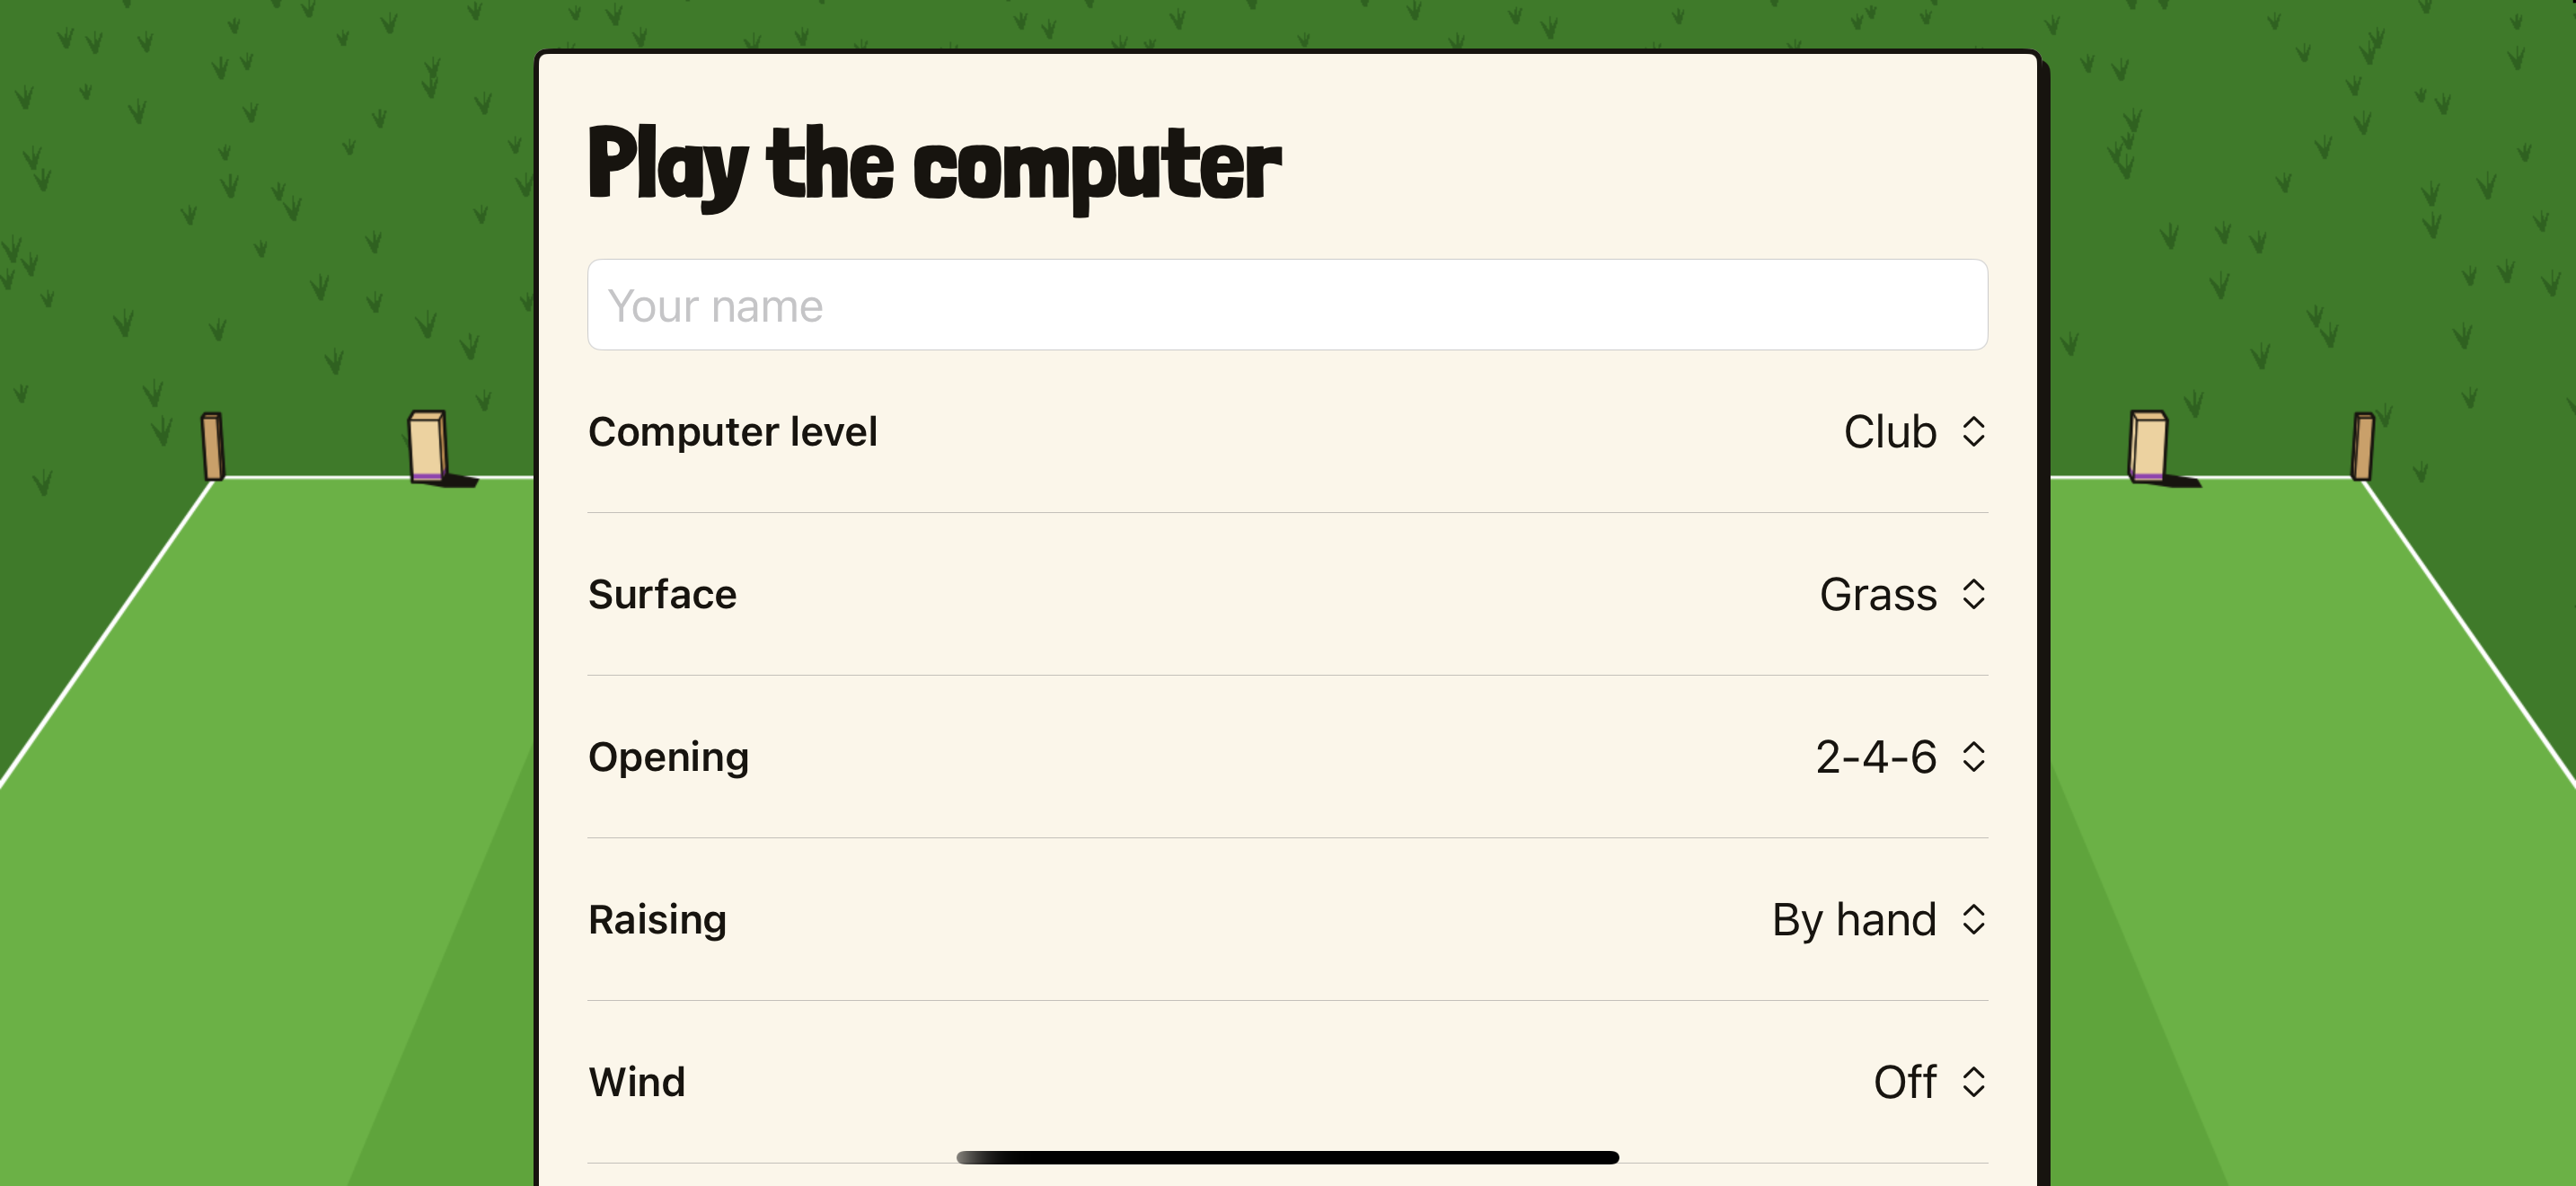 Play the computer
Your name
Computer level Club
Surface Grass
Opening 2-4-6
Raising By hand
Wind Off